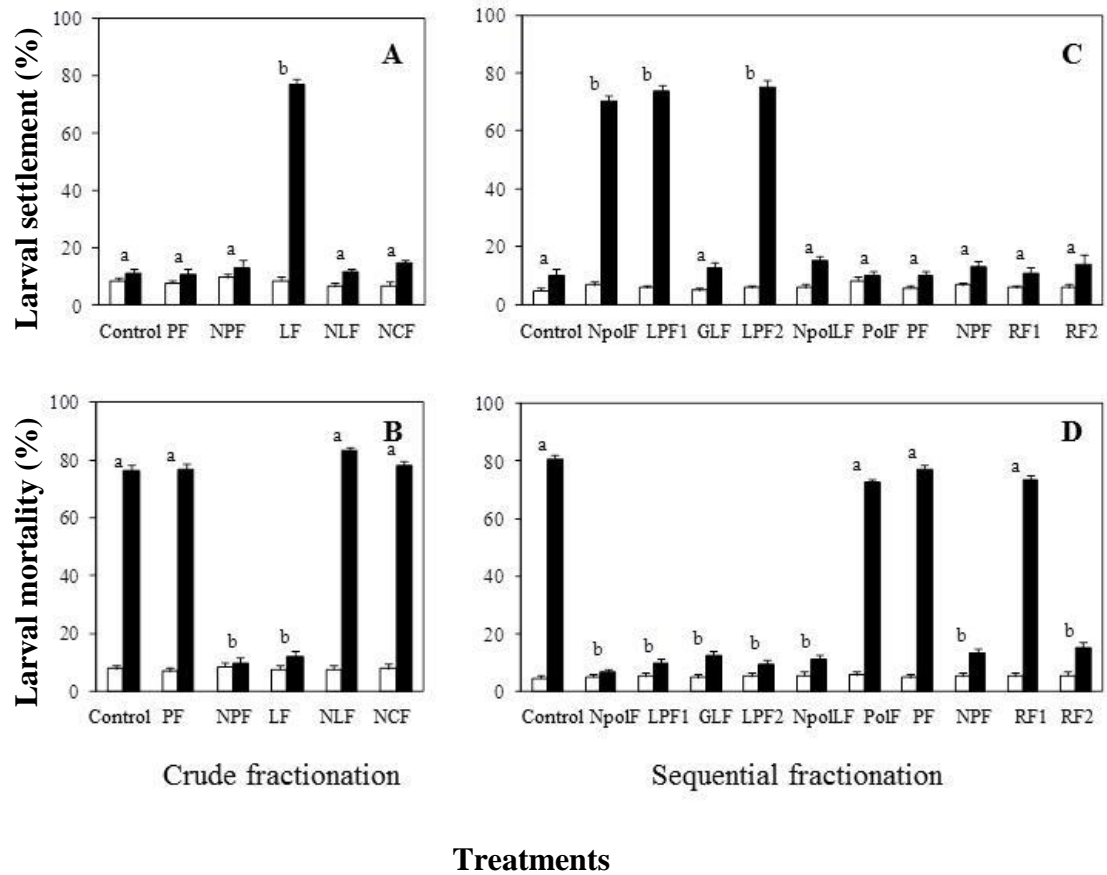 Larval settlement (%)
100
80
60
40
20
0
A
a
a
a
b
a
a
Control PF NPF LF NLF NCF
100
80
60
40
20
0
C
a
b
b
a
b
a
a
a
a
a
a
Control NpolF LPF1 GLF LPF2 NpolLF PolF PF NPF RF1 RF2
Larval mortality (%)
100
80
60
40
20
0
B
a
a
b
b
a
a
Control PF NPF LF NLF NCF
100
80
60
40
20
0
D
a
b
b
b
b
b
a
a
b
a
b
Control NpolF LPF1 GLF LPF2 NpolLF PolF PF NPF RF1 RF2
Crude fractionation
Sequential fractionation
Treatments